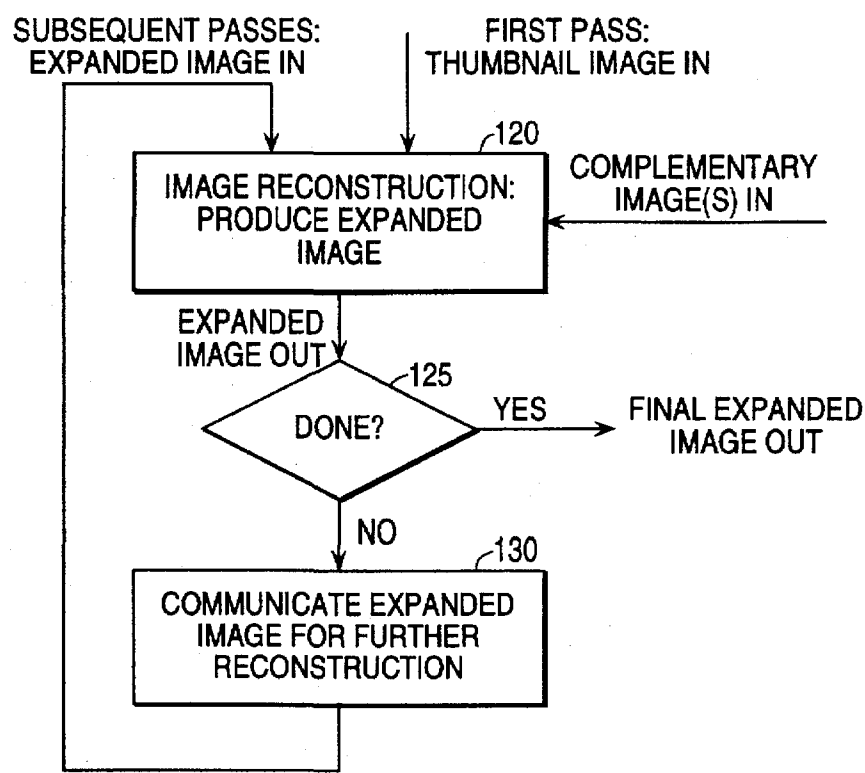 SUBSEQUENT PASSES:
EXPANDED IMAGE IN
FIRST PASS:
THUMBNAIL IMAGE IN
120
IMAGE RECONSTRUCTION:
PRODUCE EXPANDED
IMAGE
COMPLEMENTARY
IMAGE(S) IN
EXPANDED
IMAGE OUT
125
DONE?
YES
FINAL EXPANDED
IMAGE OUT
NO
130
COMMUNICATE EXPANDED
IMAGE FOR FURTHER
RECONSTRUCTION